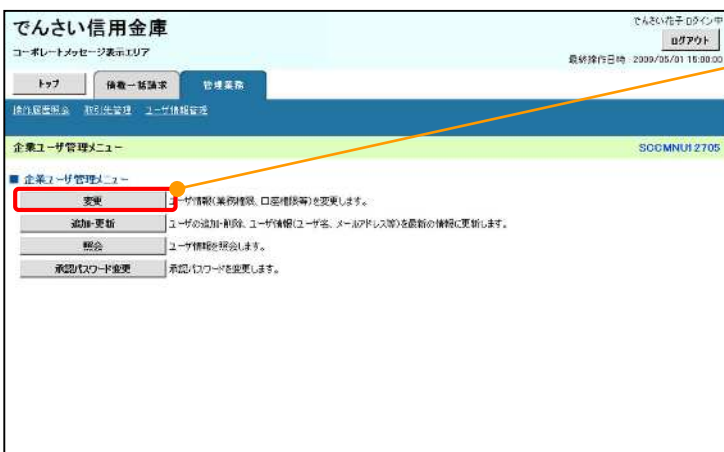 でんさい信用金庫
コーポレートメッセージ表示エリア
でんさい花子:ログイン中
ログアウト
最終操作日時 2009/05/01 15:00:00
トップ
債権一括請求
管理業務
操作履歴照会 取引先管理 ユーザ情報管理
企業ユーザ管理メニュー
SCCMNU12705
■ 企業ユーザ管理メニュー
変更 ユーザ情報(業務権限、口座権限等)を変更します。
追加・更新 ユーザの追加・削除、ユーザ情報(ユーザ名、メールアドレス等)を最新の情報に更新します。
照会 ユーザ情報を照会します。
承認パスワード変更 承認パスワードを変更します。